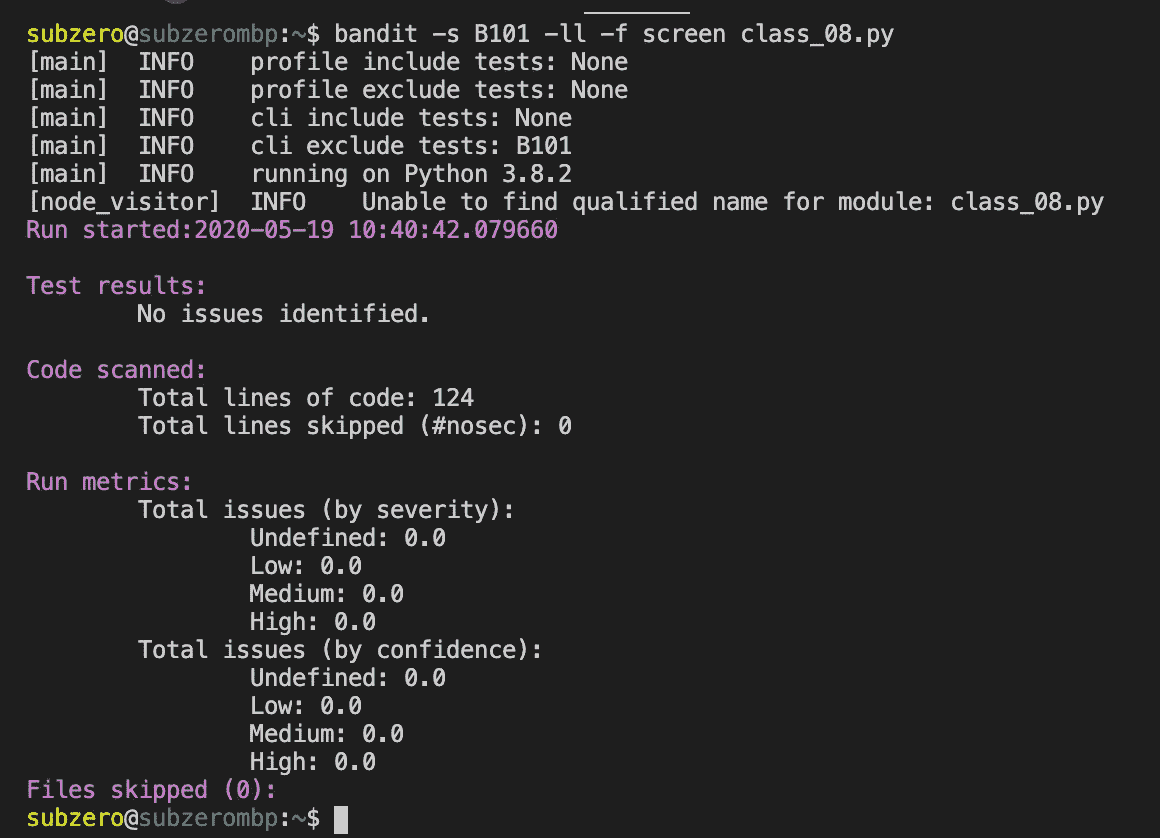 subzero@subzerombp:~$ bandit -s B101 -ll -f screen class_08.py
[main]  INFO    profile include tests: None
[main]  INFO    profile exclude tests: None
[main]  INFO    cli include tests: None
[main]  INFO    cli exclude tests: B101
[main]  INFO    running on Python 3.8.2
[node_visitor]  INFO    Unable to find qualified name for module: class_08.py
Run started:2020-05-19 10:40:42.079660

Test results:
        No issues identified.

Code scanned:
        Total lines of code: 124
        Total lines skipped (#nosec): 0

Run metrics:
        Total issues (by severity):
                Undefined: 0.0
                Low: 0.0
                Medium: 0.0
                High: 0.0
        Total issues (by confidence):
                Undefined: 0.0
                Low: 0.0
                Medium: 0.0
                High: 0.0
Files skipped (0):
subzero@subzerombp:~$